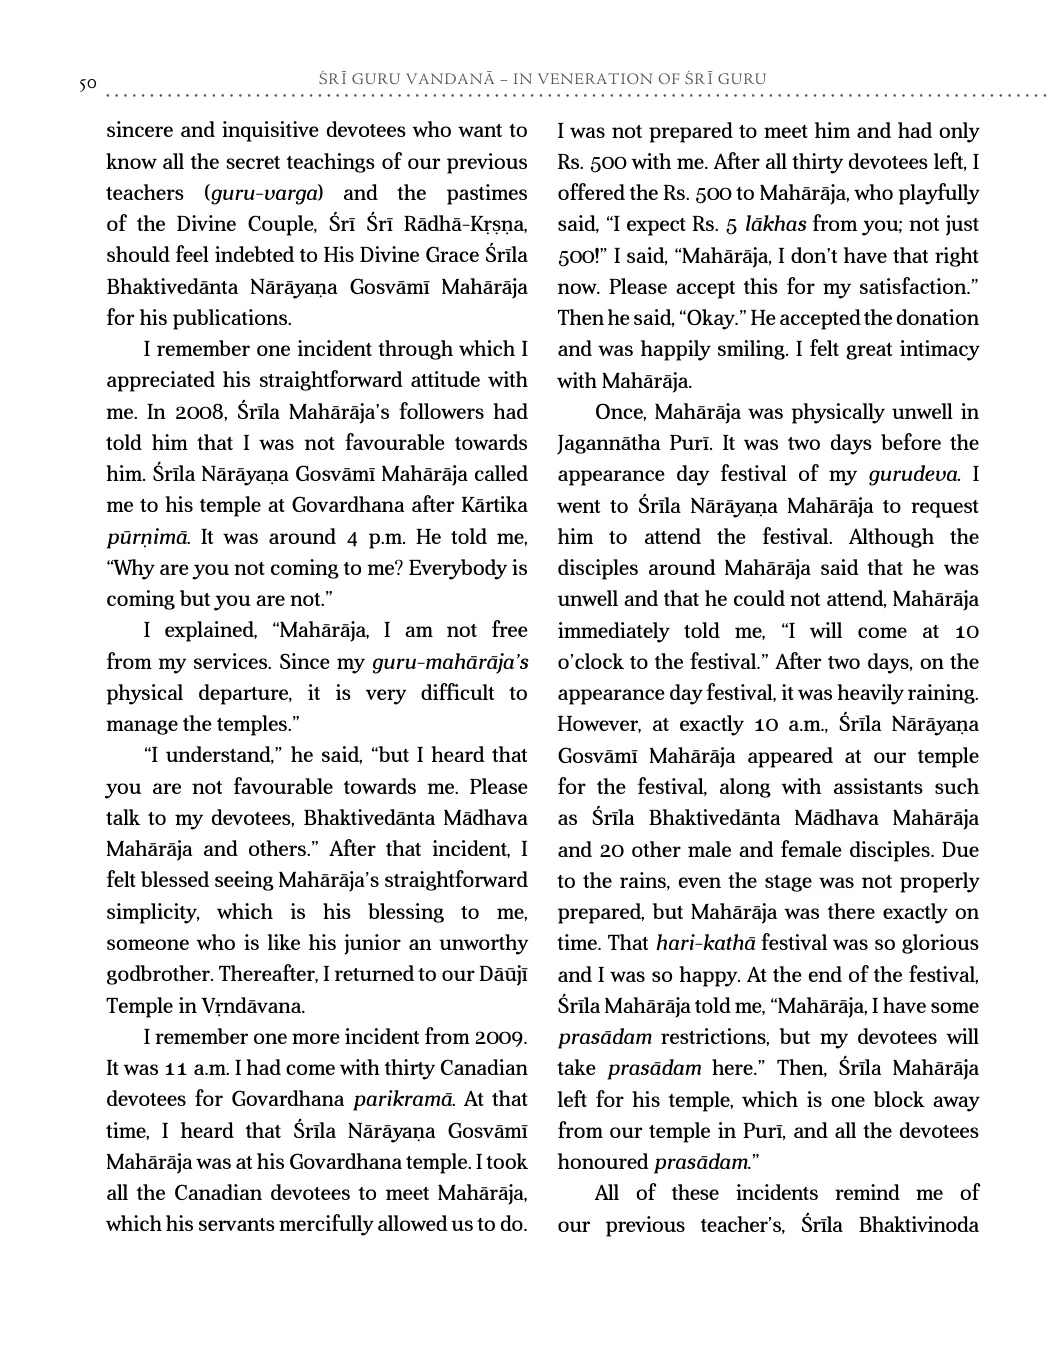 50
ŚRĪ GURU VANDANĀ – IN VENERATION OF ŚRĪ GURU
sincere and inquisitive devotees who want to
know all the secret teachings of our previous
teachers (guru-varga) and the pastimes
of the Divine Couple, Śrī Śrī Rādhā-Kṛṣṇa,
should feel indebted to His Divine Grace Śrīla
Bhaktivedānta Nārāyaṇa Gosvāmī Mahārāja
for his publications.
I remember one incident through which I
appreciated his straightforward attitude with
me. In 2008, Śrīla Mahārāja’s followers had
told him that I was not favourable towards
him. Śrīla Nārāyaṇa Gosvāmī Mahārāja called
me to his temple at Govardhana after Kārtika
pūrṇimā. It was around 4 p.m. He told me,
“Why are you not coming to me? Everybody is
coming but you are not.”
I explained, “Mahārāja, I am not free
from my services. Since my guru-mahārāja’s
physical departure, it is very difficult to
manage the temples.”
“I understand,” he said, “but I heard that
you are not favourable towards me. Please
talk to my devotees, Bhaktivedānta Mādhava
Mahārāja and others.” After that incident, I
felt blessed seeing Mahārāja’s straightforward
simplicity, which is his blessing to me,
someone who is like his junior an unworthy
godbrother. Thereafter, I returned to our Dāūjī
Temple in Vṛndāvana.
I remember one more incident from 2009.
It was 11 a.m. I had come with thirty Canadian
devotees for Govardhana parikramā. At that
time, I heard that Śrīla Nārāyaṇa Gosvāmī
Mahārāja was at his Govardhana temple. I took
all the Canadian devotees to meet Mahārāja,
which his servants mercifully allowed us to do.
I was not prepared to meet him and had only
Rs. 500 with me. After all thirty devotees left, I
offered the Rs. 500 to Mahārāja, who playfully
said, “I expect Rs. 5 lākhas from you; not just
500!” I said, “Mahārāja, I don’t have that right
now. Please accept this for my satisfaction.”
Then he said, “Okay.” He accepted the donation
and was happily smiling. I felt great intimacy
with Mahārāja.
Once, Mahārāja was physically unwell in
Jagannātha Purī. It was two days before the
appearance day festival of my gurudeva. I
went to Śrīla Nārāyaṇa Mahārāja to request
him to attend the festival. Although the
disciples around Mahārāja said that he was
unwell and that he could not attend, Mahārāja
immediately told me, “I will come at 10
o’clock to the festival.” After two days, on the
appearance day festival, it was heavily raining.
However, at exactly 10 a.m., Śrīla Nārāyaṇa
Gosvāmī Mahārāja appeared at our temple
for the festival, along with assistants such
as Śrīla Bhaktivedānta Mādhava Mahārāja
and 20 other male and female disciples. Due
to the rains, even the stage was not properly
prepared, but Mahārāja was there exactly on
time. That hari-kathā festival was so glorious
and I was so happy. At the end of the festival,
Śrīla Mahārāja told me, “Mahārāja, I have some
prasādam restrictions, but my devotees will
take prasādam here.” Then, Śrīla Mahārāja
left for his temple, which is one block away
from our temple in Purī, and all the devotees
honoured prasādam.”
All of these incidents remind me of
our previous teacher’s, Śrīla Bhaktivinoda